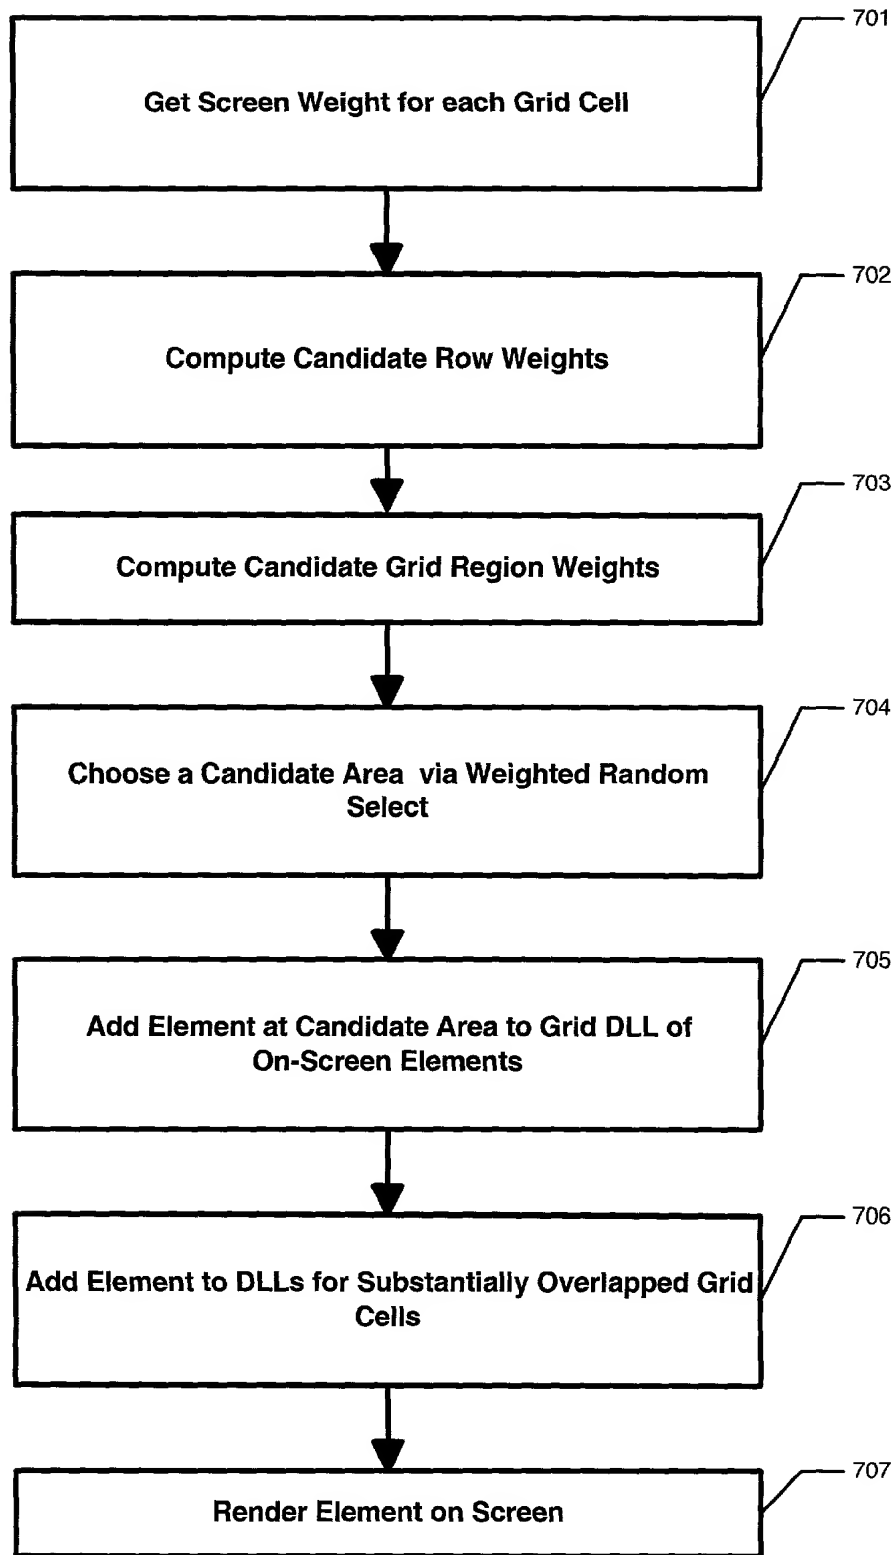 701
Get Screen Weight for each Grid Cell
702
Compute Candidate Row Weights
703
Compute Candidate Grid Region Weights
704
Choose a Candidate Area via Weighted Random
Select
705
Add Element at Candidate Area to Grid DLL of
On-Screen Elements
706
Add Element to DLLs for Substantially Overlapped Grid
Cells
707
Render Element on Screen